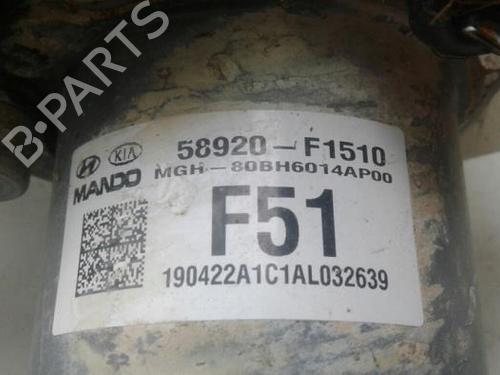 B-PARTS
KIA
58920-F1510
MANDO
MGH-80BH6014AP00
F51
190422A1C1AL032639